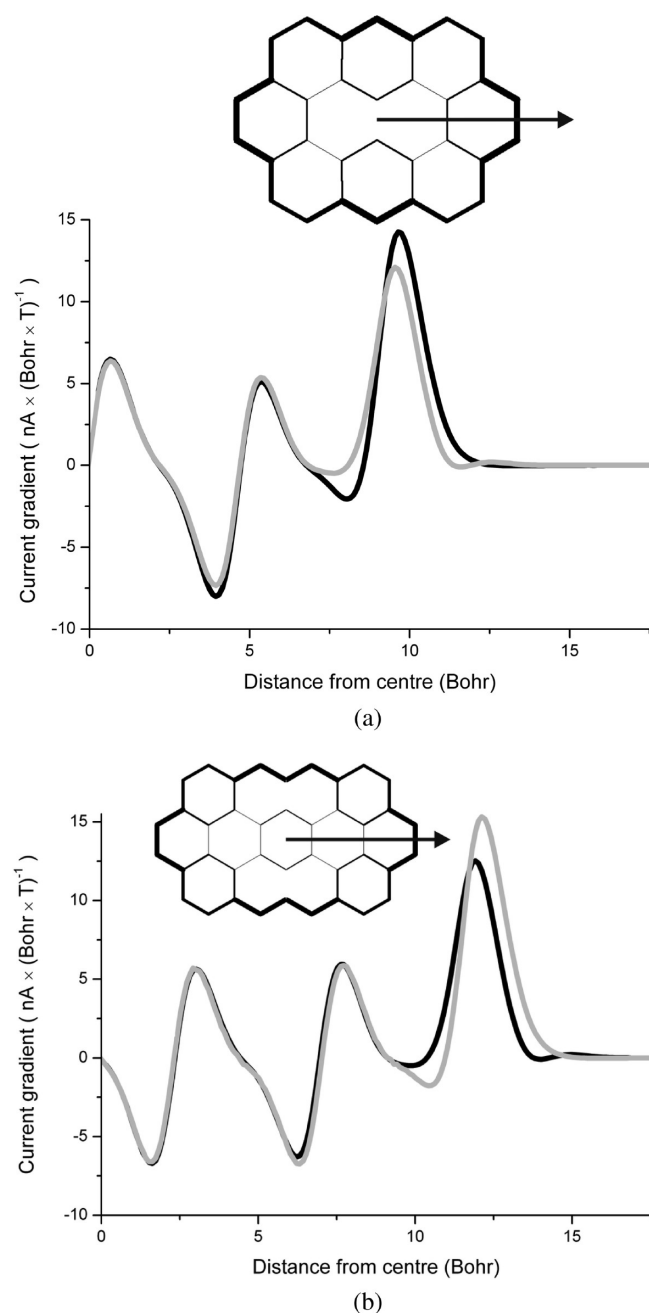 15
10
5
0
-5
-10
Current gradient ( nA × (Bohr × T)⁻¹ )
0 5 10 15
Distance from centre (Bohr)
(a)
15
10
5
0
-5
-10
Current gradient ( nA × (Bohr × T)⁻¹ )
0 5 10 15
Distance from centre (Bohr)
(b)